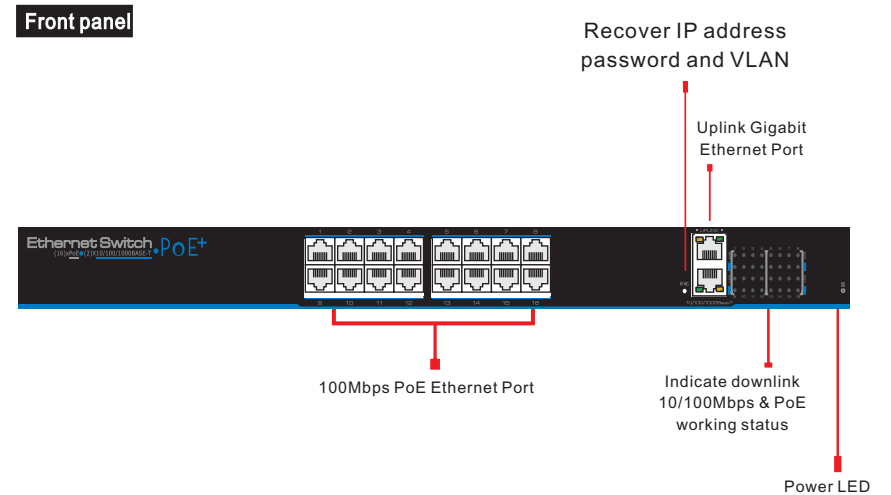 Front panel
Recover IP address
password and VLAN
Uplink Gigabit
Ethernet Port
Ethernet Switch PoE+
(16)xPoE (2)X10/100/1000BASE-T
1 2 3 4 5 6 7 8
UPLINK
9 10 11 12 13 14 15 16
10/100/1000Base-T
100Mbps PoE Ethernet Port
Indicate downlink
10/100Mbps & PoE
working status
Power LED